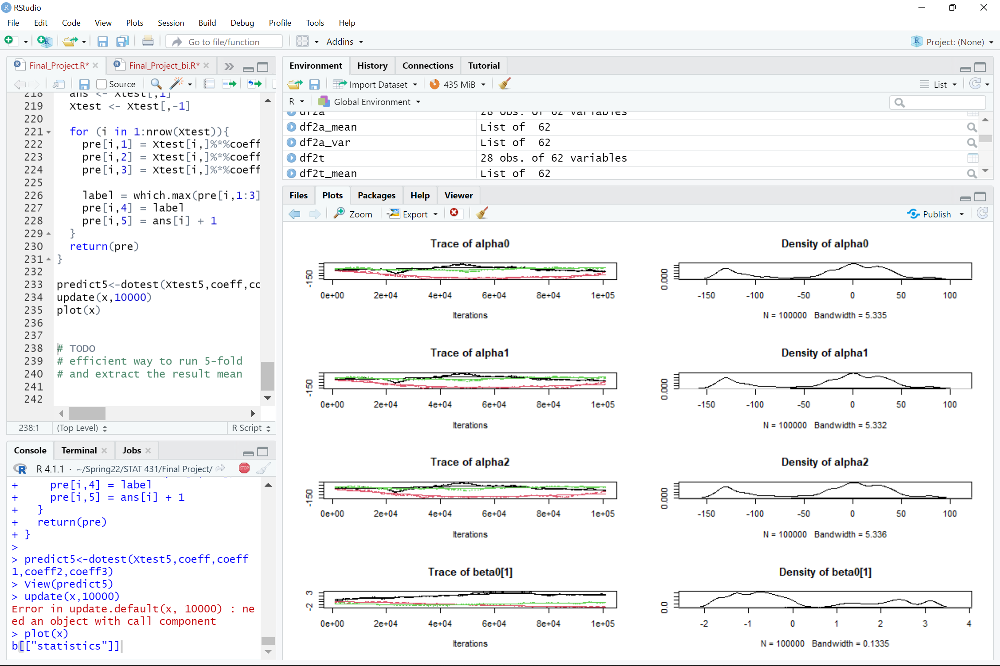 RStudio
File Edit Code View Plots Session Build Debug Profile Tools Help
Go to file/function Addins Project: (None)
Final_Project.R* Final_Project_bi.R*
Source
218 ans <- Xtest[,1]
219 Xtest <- Xtest[,-1]
220
221 for (i in 1:nrow(Xtest)){
222 pre[i,1] = Xtest[i,]%*%coeff
223 pre[i,2] = Xtest[i,]%*%coeff
224 pre[i,3] = Xtest[i,]%*%coeff
225
226 label = which.max(pre[i,1:3]
227 pre[i,4] = label
228 pre[i,5] = ans[i] + 1
229 }
230 return(pre)
231 }
232
233 predict5<-dotest(Xtest5,coeff,co
234 update(x,10000)
235 plot(x)
236
237
238 # TODO
239 # efficient way to run 5-fold
240 # and extract the result mean
241
242
238:1 (Top Level) R Script
Console Terminal Jobs
R 4.1.1 · ~/Spring22/STAT 431/Final Project/
STOP
+ pre[i,4] = label
+ pre[i,5] = ans[i] + 1
+ }
+ return(pre)
+ }
>
> predict5<-dotest(Xtest5,coeff,coeff
1,coeff2,coeff3)
> View(predict5)
> update(x,10000)
Error in update.default(x, 10000) : ne
ed an object with call component
> plot(x)
b[["statistics"]]
Environment History Connections Tutorial
Import Dataset 435 MiB List
R Global Environment
df2a 28 obs. of 62 variables
df2a_mean List of 62
df2a_var List of 62
df2t 28 obs. of 62 variables
df2t_mean List of 62
Files Plots Packages Help Viewer
Zoom Export Publish
Trace of alpha0
-150
0e+00 2e+04 4e+04 6e+04 8e+04 1e+05
Iterations
Density of alpha0
0.000
-150 -100 -50 0 50 100
N = 100000 Bandwidth = 5.335
Trace of alpha1
-150
0e+00 2e+04 4e+04 6e+04 8e+04 1e+05
Iterations
Density of alpha1
0.000
-150 -100 -50 0 50 100
N = 100000 Bandwidth = 5.332
Trace of alpha2
-150
0e+00 2e+04 4e+04 6e+04 8e+04 1e+05
Iterations
Density of alpha2
0.000
-150 -100 -50 0 50 100
N = 100000 Bandwidth = 5.336
Trace of beta0[1]
-2 3
0e+00 2e+04 4e+04 6e+04 8e+04 1e+05
Iterations
Density of beta0[1]
0.0
-2 -1 0 1 2 3 4
N = 100000 Bandwidth = 0.1335